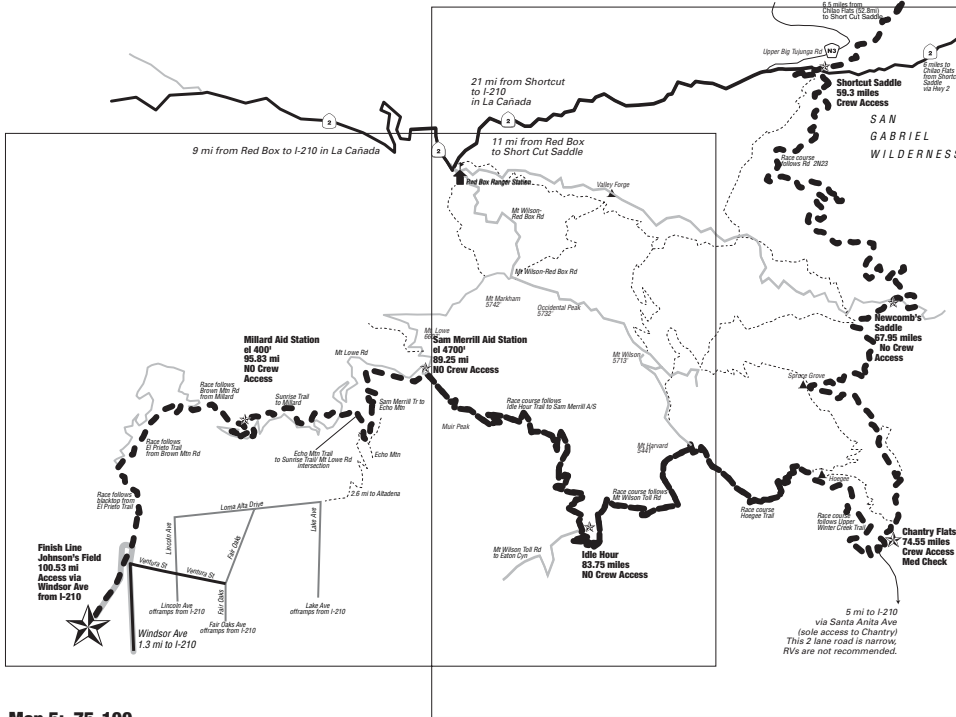 6.5 miles from
Chilao Flats (52.8mi)
to Short Cut Saddle
Upper Big Tujunga Rd
N3
2
6 miles to
Chilao Flats
from Shortcut
Saddle
via Hwy 2
Shortcut Saddle
59.3 miles
Crew Access
SAN
GABRIEL
WILDERNESS
21 mi from Shortcut
to I-210
in La Cañada
2
2
9 mi from Red Box to I-210 in La Cañada
2
11 mi from Red Box
to Short Cut Saddle
Race course
follows Rd 2N23
Red Box Ranger Station
Valley Forge
Mt Wilson-
Red Box Rd
Mt Wilson-Red Box Rd
Mt Markham
5742'
Occidental Peak
5732'
Newcomb's
Saddle
67.95 miles
No Crew
Access
Mt. Lowe
Millard Aid Station
el 400'
95.83 mi
NO Crew
Access
Mt Lowe Rd
Sam Merrill Aid Station
el 4700'
89.25 mi
NO Crew Access
Mt Wilson
5713'
Spruce Grove
Race follows
Brown Mtn Rd
from Millard
Sunrise Trail
to Millard
Sam Merrill Tr to
Echo Mtn
Race course follows
Idle Hour Trail to Sam Merrill A/S
Muir Peak
Race follows
El Prieto Trail
from Brown Mtn Rd
Echo Mtn Trail
to Sunrise Trail/ Mt Lowe Rd
intersection
Echo Mtn
Mt Harvard
5441'
Hoegee
2.6 mi to Altadena
Race follows
blacktop from
El Prieto Trail
Race course follows
Mt Wilson Toll Rd
Race course
Hoegee Trail
Race course
follows Upper
Winter Creek Trail
Loma Alta Drive
Lincoln Ave
Fair Oaks
Lake Ave
Chantry Flats
74.55 miles
Crew Access
Med Check
Finish Line
Johnson's Field
100.53 mi
Access via
Windsor Ave
from I-210
Mt Wilson Toll Rd
to Eaton Cyn
Idle Hour
83.75 miles
NO Crew Access
Ventura St
Ventura St
Fair Oaks
Lincoln Ave
offramps from I-210
Lake Ave
offramps from I-210
Fair Oaks Ave
offramps from I-210
Windsor Ave
1.3 mi to I-210
5 mi to I-210
via Santa Anita Ave
(sole access to Chantry)
This 2 lane road is narrow,
RVs are not recommended.
Map 5: 75-100